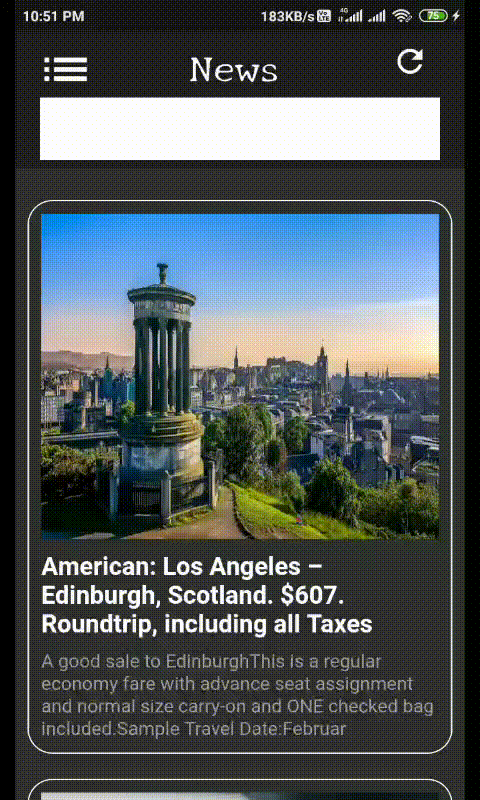 10:51 PM 183KB/s Vo LTE 4G 75
News
American: Los Angeles –
Edinburgh, Scotland. $607.
Roundtrip, including all Taxes
A good sale to EdinburghThis is a regular
economy fare with advance seat assignment
and normal size carry-on and ONE checked bag
included.Sample Travel Date:Februar